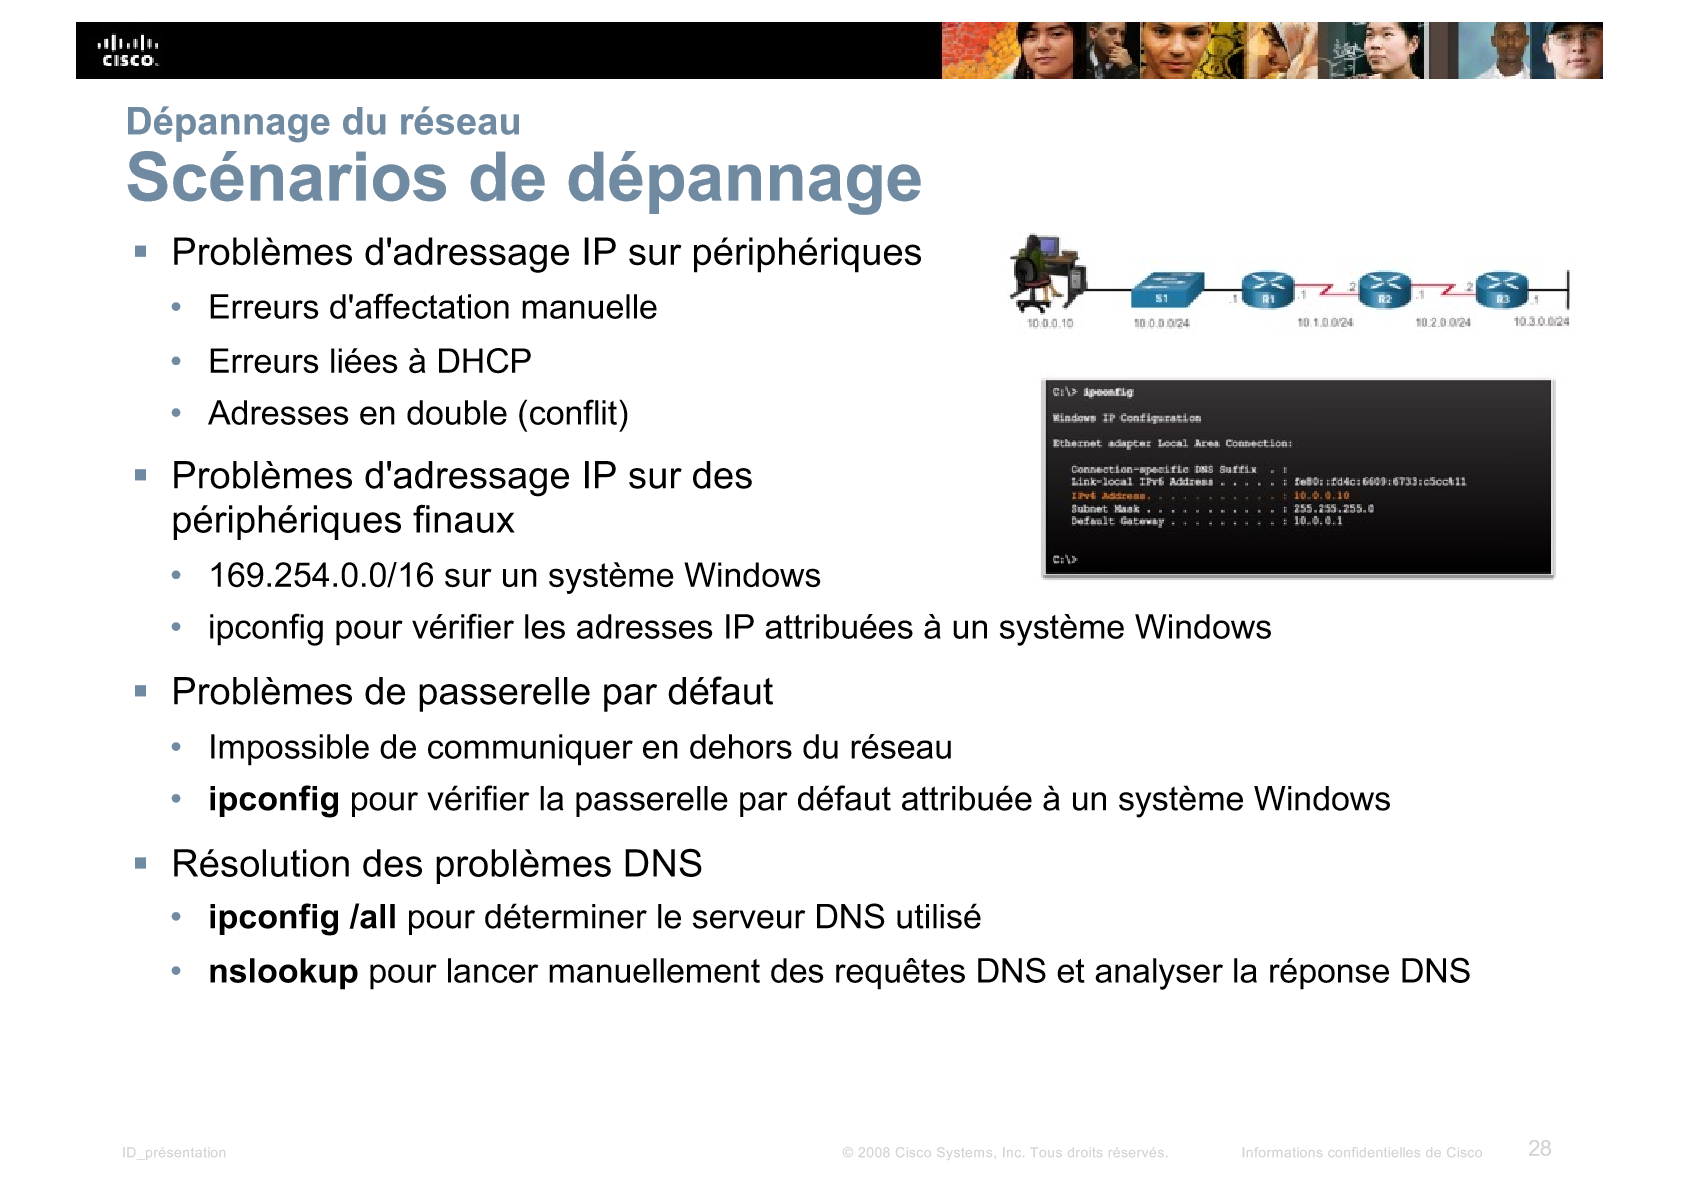 CISCO
Dépannage du réseau
Scénarios de dépannage
Problèmes d'adressage IP sur périphériques
• Erreurs d'affectation manuelle
• Erreurs liées à DHCP
• Adresses en double (conflit)
Problèmes d'adressage IP sur des
périphériques finaux
• 169.254.0.0/16 sur un système Windows
• ipconfig pour vérifier les adresses IP attribuées à un système Windows
Problèmes de passerelle par défaut
• Impossible de communiquer en dehors du réseau
• ipconfig pour vérifier la passerelle par défaut attribuée à un système Windows
Résolution des problèmes DNS
• ipconfig /all pour déterminer le serveur DNS utilisé
• nslookup pour lancer manuellement des requêtes DNS et analyser la réponse DNS
S1 .1 R1 .1 .2 R2 .1 .2 R3 .1
10.0.0.10 10.0.0.0/24 10.1.0.0/24 10.2.0.0/24 10.3.0.0/24
C:\> ipconfig
Windows IP Configuration
Ethernet adapter Local Area Connection:
Connection-specific DNS Suffix . :
Link-local IPv6 Address . . . . . : fe80::fd4c:6609:6733:c5cc%11
IPv4 Address. . . . . . . . . . . : 10.0.0.10
Subnet Mask . . . . . . . . . . . : 255.255.255.0
Default Gateway . . . . . . . . . : 10.0.0.1
C:\>
ID_présentation
© 2008 Cisco Systems, Inc. Tous droits réservés.
Informations confidentielles de Cisco
28